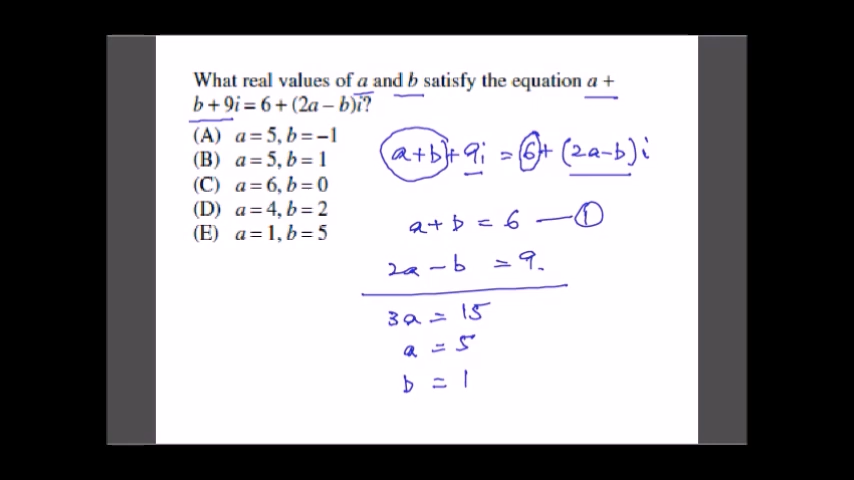 What real values of a and b satisfy the equation a +
b + 9i = 6 + (2a – b)i?
(A) a = 5, b = –1
(B) a = 5, b = 1
(C) a = 6, b = 0
(D) a = 4, b = 2
(E) a = 1, b = 5
(a+b)+9i = 6+(2a-b)i
a+b = 6 — ①
2a-b = 9.
3a = 15
a = 5
b = 1